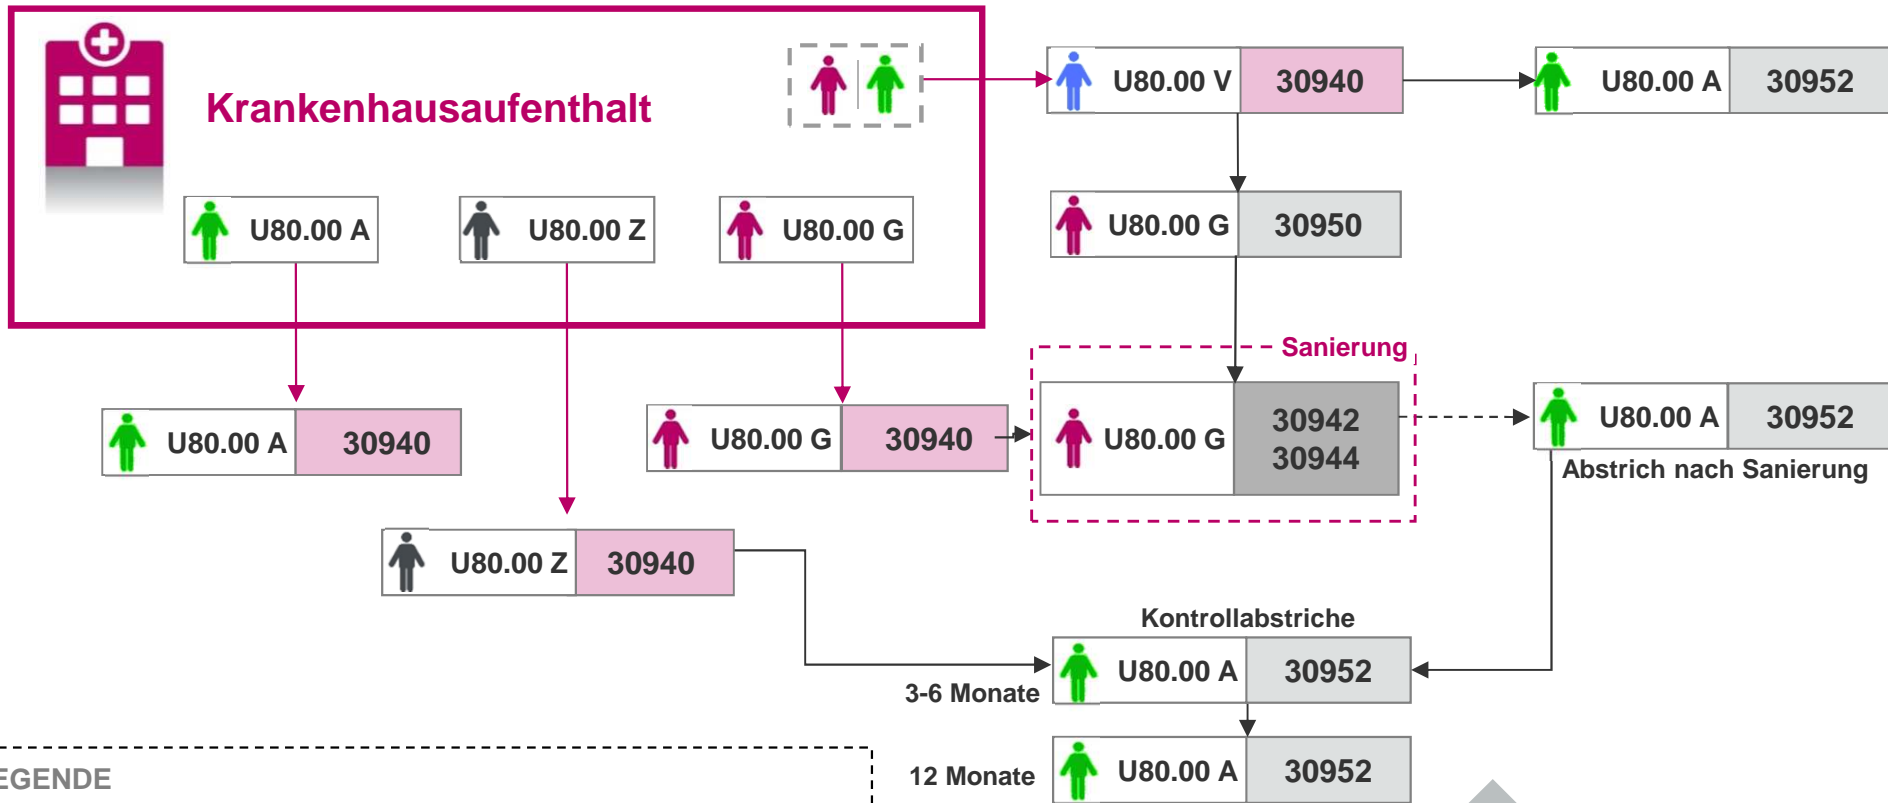 Krankenhausaufenthalt
U80.00 V 30940
U80.00 A 30952
U80.00 A
U80.00 Z
U80.00 G
U80.00 G 30950
Sanierung
U80.00 A 30940
U80.00 G 30940
U80.00 G
30942
30944
U80.00 A 30952
Abstrich nach Sanierung
U80.00 Z 30940
Kontrollabstriche
U80.00 A 30952
3-6 Monate
12 Monate
U80.00 A 30952
EGENDE